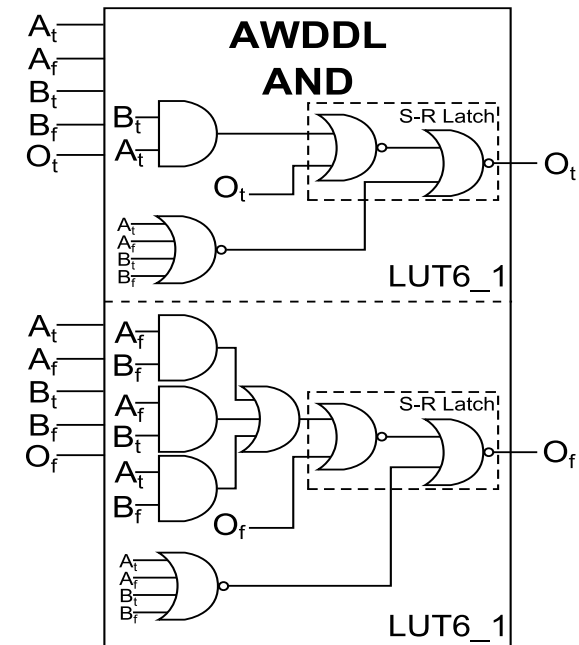 AWDDL
AND
At
Af
Bt
Bf
Ot
Bt
At
S-R Latch
Ot
Ot
At
Af
Bt
Bf
LUT6_1
At
Af
Bt
Bf
Of
Af
Bf
Af
Bt
At
Bf
S-R Latch
Of
Of
At
Af
Bt
Bf
LUT6_1